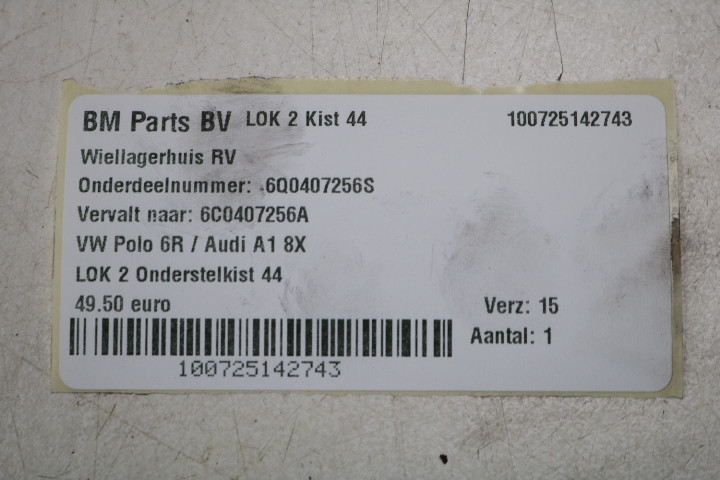 BM Parts BV LOK 2 Kist 44 100725142743
Wiellagerhuis RV
Onderdeelnummer: 6Q0407256S
Vervalt naar: 6C0407256A
VW Polo 6R / Audi A1 8X
LOK 2 Onderstelkist 44
49.50 euro Verz: 15
Aantal: 1
100725142743